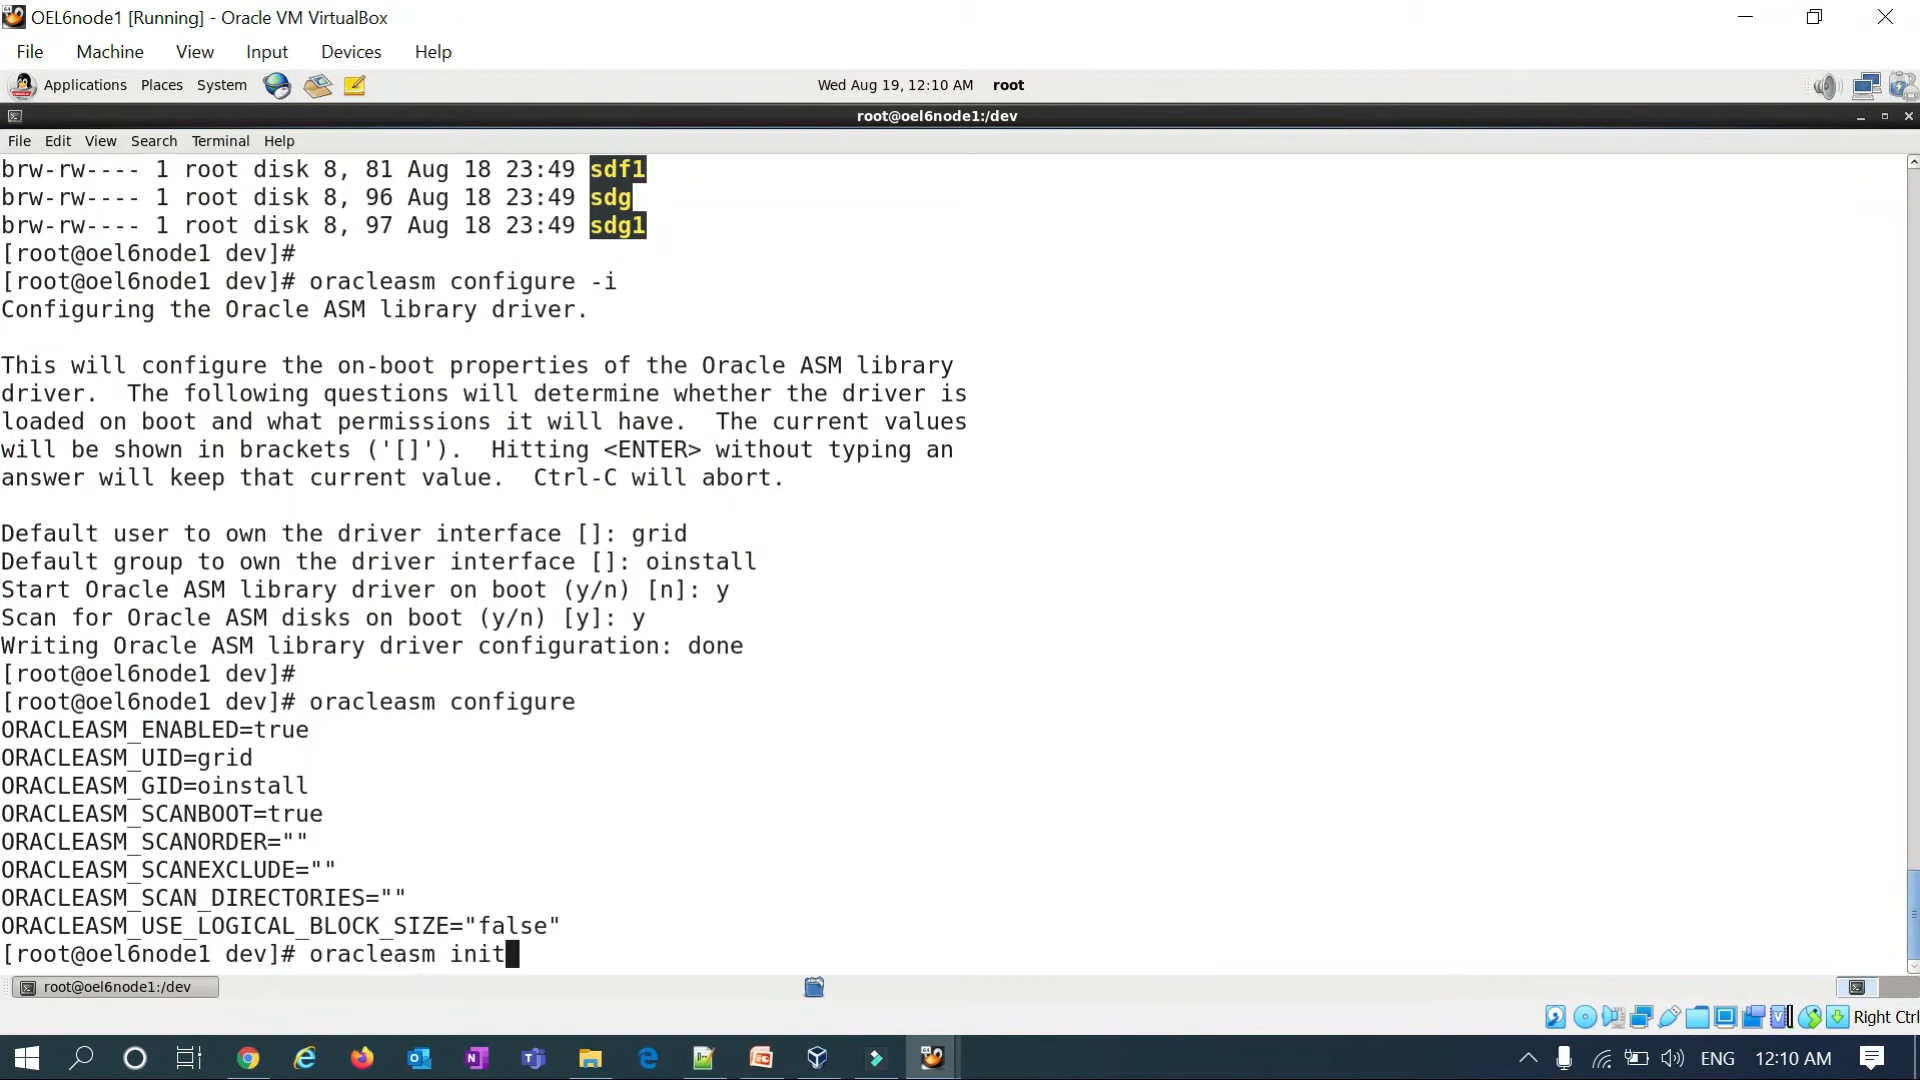 OEL6node1 [Running] - Oracle VM VirtualBox
File Machine View Input Devices Help
Applications Places System Wed Aug 19, 12:10 AM root
root@oel6node1:/dev
File Edit View Search Terminal Help
brw-rw---- 1 root disk 8, 81 Aug 18 23:49 sdf1
brw-rw---- 1 root disk 8, 96 Aug 18 23:49 sdg
brw-rw---- 1 root disk 8, 97 Aug 18 23:49 sdg1
[root@oel6node1 dev]#
[root@oel6node1 dev]# oracleasm configure -i
Configuring the Oracle ASM library driver.
This will configure the on-boot properties of the Oracle ASM library
driver.  The following questions will determine whether the driver is
loaded on boot and what permissions it will have.  The current values
will be shown in brackets ('[]').  Hitting <ENTER> without typing an
answer will keep that current value.  Ctrl-C will abort.
Default user to own the driver interface []: grid
Default group to own the driver interface []: oinstall
Start Oracle ASM library driver on boot (y/n) [n]: y
Scan for Oracle ASM disks on boot (y/n) [y]: y
Writing Oracle ASM library driver configuration: done
[root@oel6node1 dev]#
[root@oel6node1 dev]# oracleasm configure
ORACLEASM_ENABLED=true
ORACLEASM_UID=grid
ORACLEASM_GID=oinstall
ORACLEASM_SCANBOOT=true
ORACLEASM_SCANORDER=""
ORACLEASM_SCANEXCLUDE=""
ORACLEASM_SCAN_DIRECTORIES=""
ORACLEASM_USE_LOGICAL_BLOCK_SIZE="false"
[root@oel6node1 dev]# oracleasm init
root@oel6node1:/dev
Right Ctrl
ENG 12:10 AM